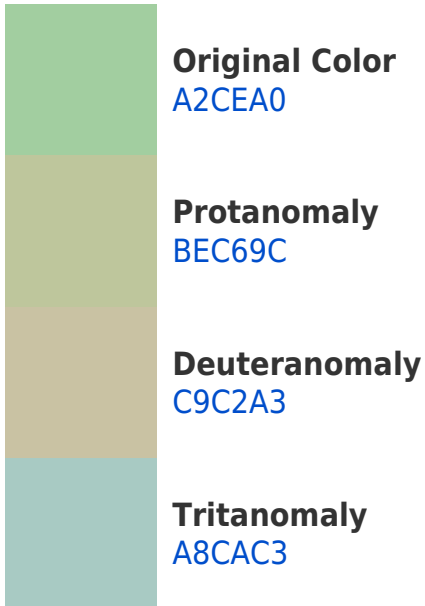 Original Color
A2CEA0
Protanomaly
BEC69C
Deuteranomaly
C9C2A3
Tritanomaly
A8CAC3